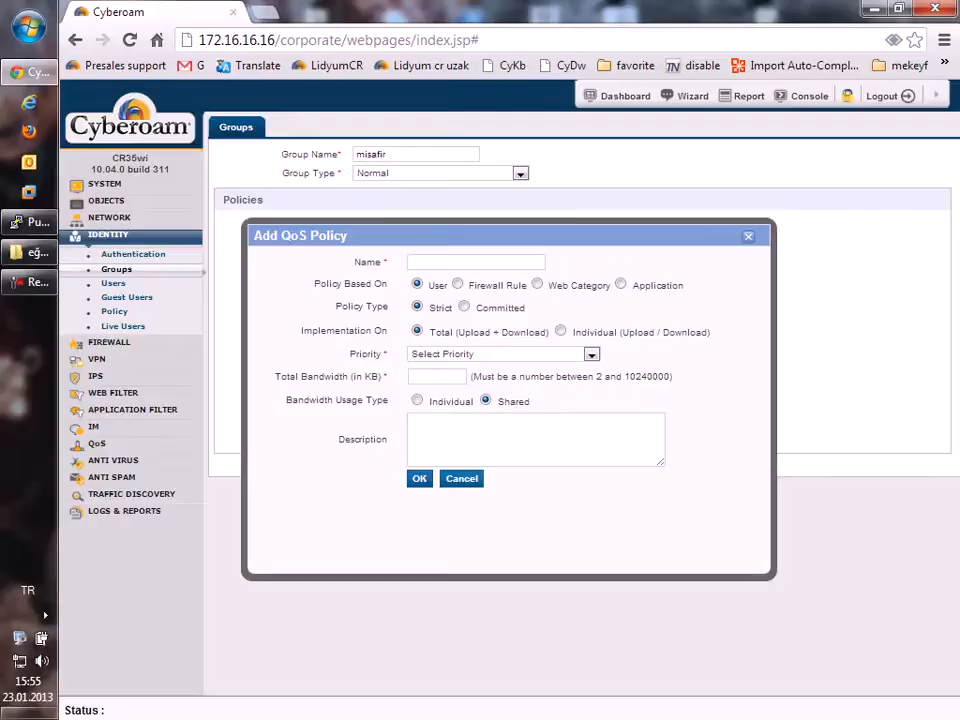 Cyberoam
172.16.16.16/corporate/webpages/index.jsp#
Presales support
G
Translate
LidyumCR
Lidyum cr uzak
CyKb
CyDw
favorite
TN disable
Import Auto-Compl...
mekeyf
»
Cy...
Pu...
eğ...
Re...
TR
15:55
23.01.2013
Dashboard
Wizard
Report
Console
Logout
Cyberoam
CR35wi
10.04.0 build 311
SYSTEM
OBJECTS
NETWORK
IDENTITY
Authentication
Groups
Users
Guest Users
Policy
Live Users
FIREWALL
VPN
IPS
WEB FILTER
APPLICATION FILTER
IM
QoS
ANTI VIRUS
ANTI SPAM
TRAFFIC DISCOVERY
LOGS & REPORTS
Groups
Group Name* misafir
Group Type * Normal
Policies
Add QoS Policy
Name *
Policy Based On User Firewall Rule Web Category Application
Policy Type Strict Committed
Implementation On Total (Upload + Download) Individual (Upload / Download)
Priority * Select Priority
Total Bandwidth (in KB) * (Must be a number between 2 and 10240000)
Bandwidth Usage Type Individual Shared
Description
OK Cancel
Status :